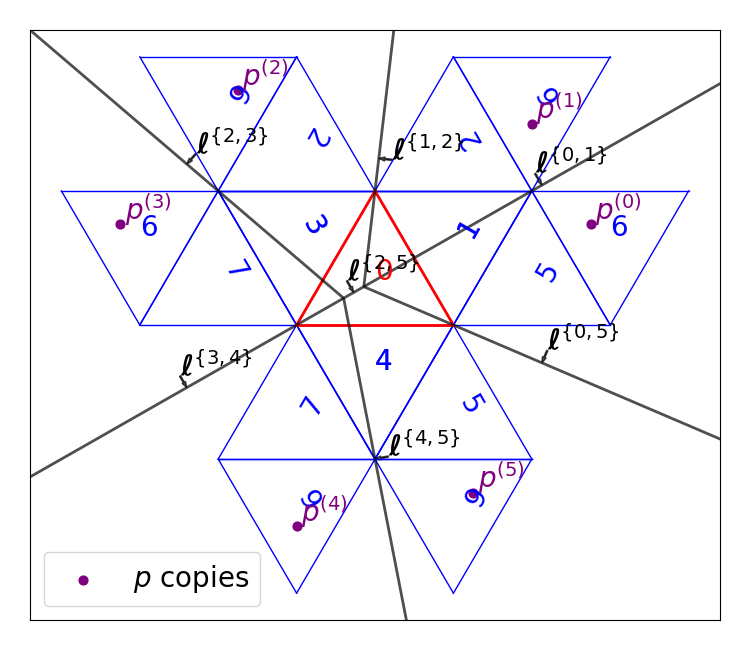 p^(2)
6
p^(1)
6
2
ℓ^{2,3}
2
ℓ^{1,2}
ℓ^{0,1}
p^(3)
6
3
1
p^(0)
6
7
ℓ^{2,5}
0
5
ℓ^{0,5}
ℓ^{3,4}
4
7
5
ℓ^{4,5}
p^(5)
6
6
p^(4)
p copies